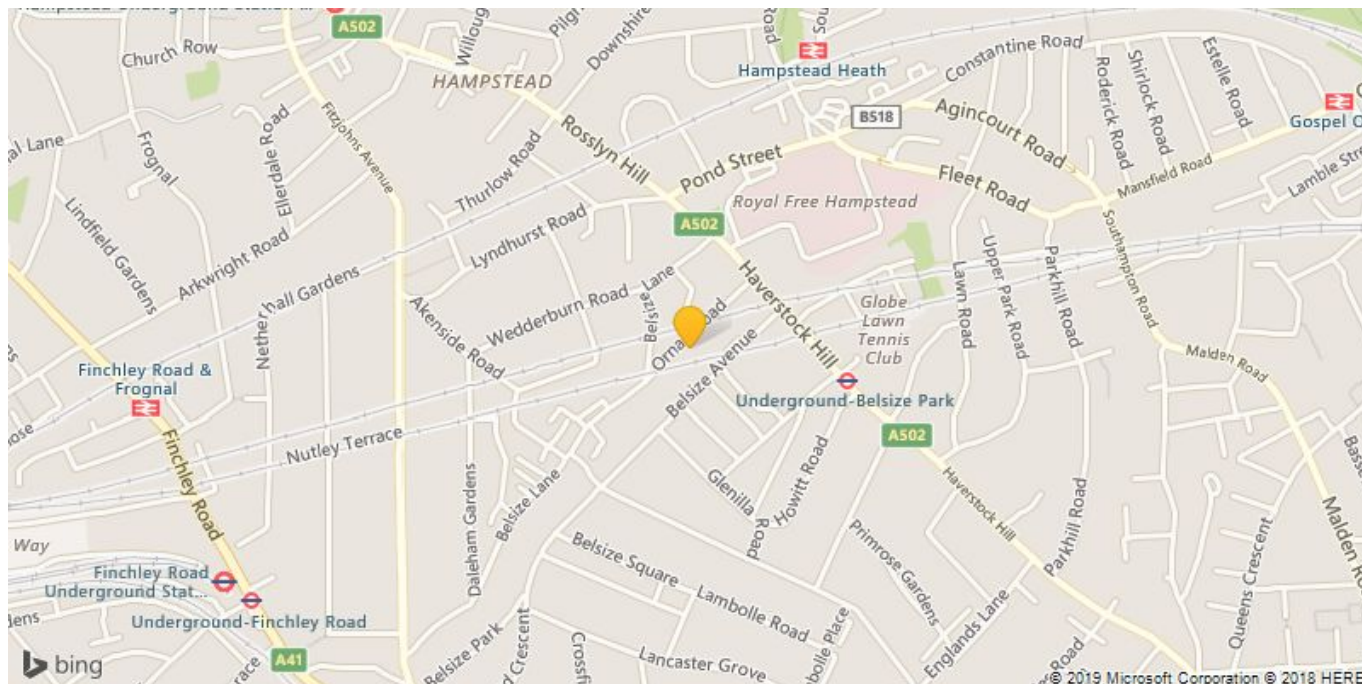 Hampstead Underground Station ...
A502
Church Row
Downshire
HAMPSTEAD
Hampstead Heath
Constantine Road
Estelle Road
Shirlock Road
Roderick Road
B518
Agincourt Road
Gospel O
Frognal
Ellerdale Road
Fitzjohns Avenue
Rosslyn Hill
Pond Street
Fleet Road
Mansfield Road
Lamble Stre
Lane
Thurlow Road
Royal Free Hampstead
Lindfield Gardens
Arkwright Road
Lyndhurst Road
A502
Southampton Road
Upper Park Road
Parkhill Road
Lawn Road
Netherhall Gardens
Akenside Road
Wedderburn Road
Belsize Lane
Haverstock Hill
Globe
Lawn
Tennis
Club
Belsize Avenue
Malden Road
Finchley Road &
Frognal
Underground-Belsize Park
A502
Nutley Terrace
Finchley Road
Daleham Gardens
Belsize Lane
Glenilla Road
Howitt Road
Haverstock Hill
Parkhill Road
Malden Ro
Way
Belsize Square
Primrose Gardens
Queens Crescent
Finchley Road
Underground Stat...
Lambolle Road
Underground-Finchley Road
Belsize Park
Crescent
Lancaster Grove
Englands Lane
A41
bing
© 2019 Microsoft Corporation © 2018 HERE